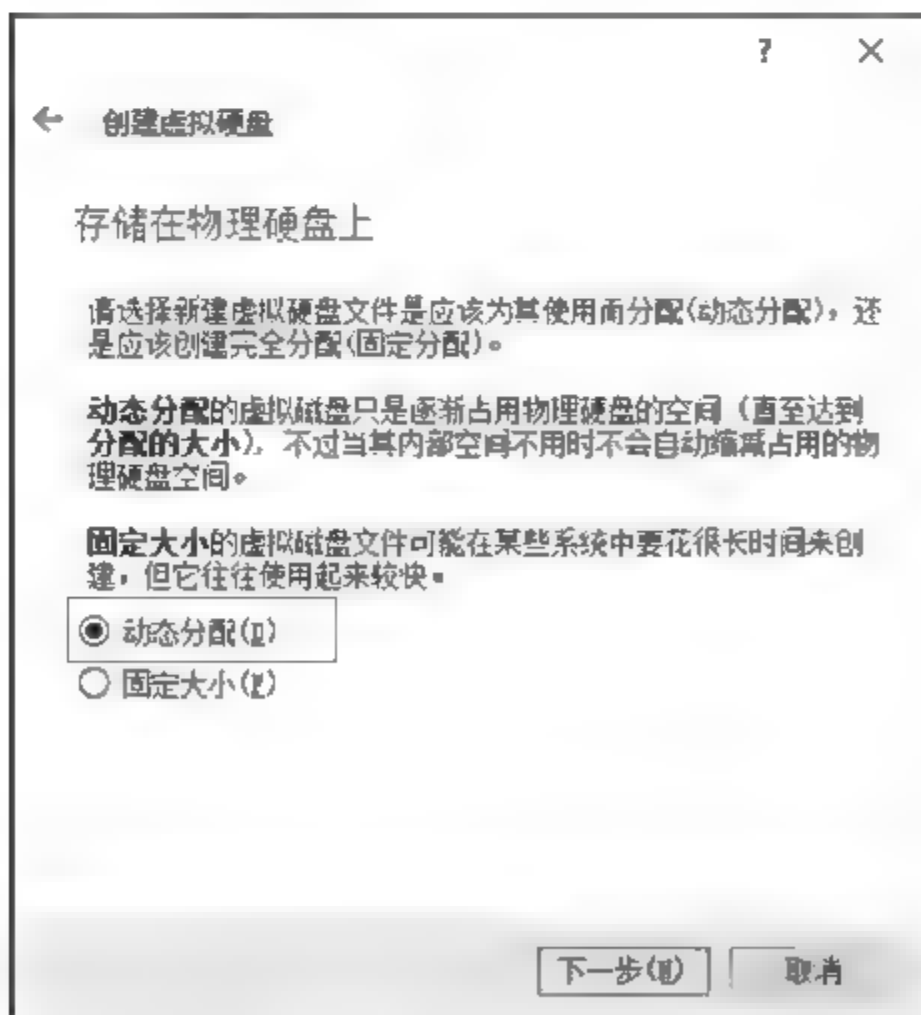 ?
创建虚拟硬盘
存储在物理硬盘上
请选择新建虚拟硬盘文件是应该为其使用而分配(动态分配)，还
是应该创建完全分配(固定分配)。
动态分配的虚拟磁盘只是逐渐占用物理硬盘的空间（直至达到
分配的大小），不过当其内部空间不用时不会自动缩减占用的物
理硬盘空间。
固定大小的虚拟磁盘文件可能在某些系统中要花很长时间来创
建，但它往往使用起来较快。
动态分配(D)
固定大小(F)
下一步(N) 取消